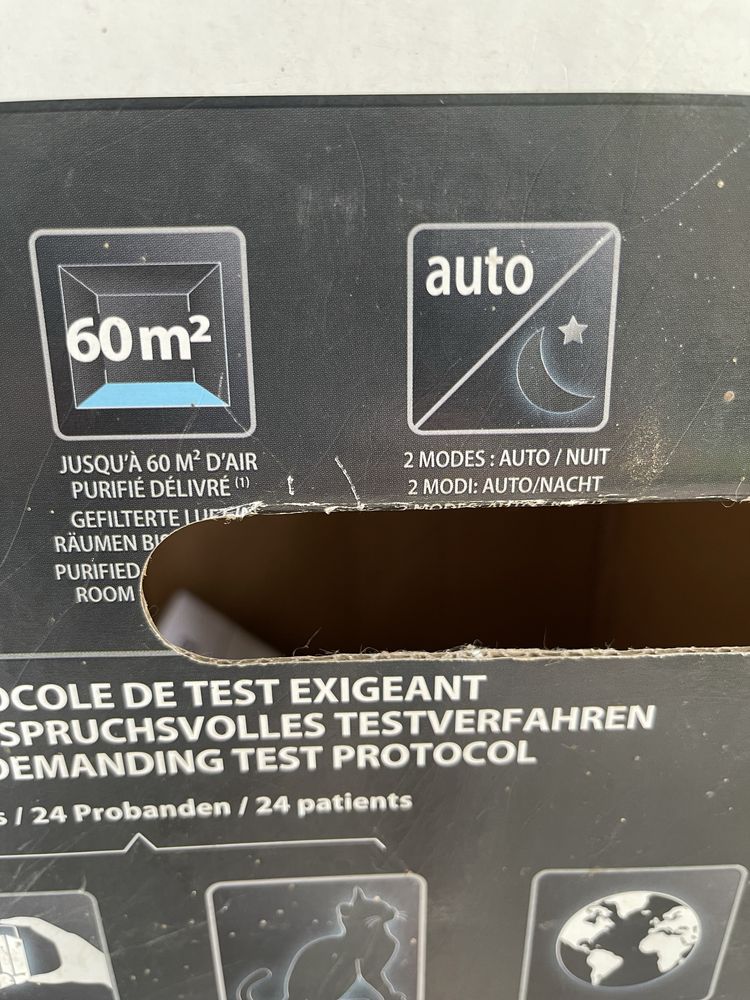 60 m²
auto
JUSQU'À 60 M² D'AIR
PURIFIÉ DÉLIVRÉ (1)
GEFILTERTE
RÄUMEN
PURIFIED
ROOM
2 MODES : AUTO / NUIT
2 MODI: AUTO/NACHT
OCOLE DE TEST EXIGEANT
SPRUCHSVOLLES TESTVERFAHREN
DEMANDING TEST PROTOCOL
s / 24 Probanden / 24 patients